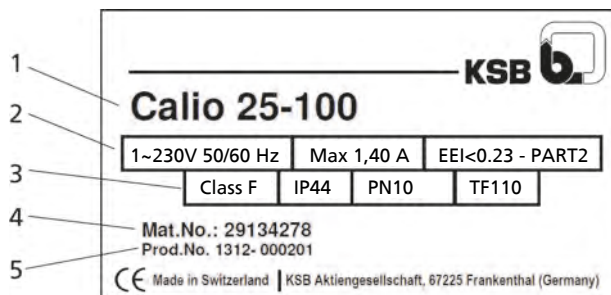 KSB b.
1 Calio 25-100
2 1~230V 50/60 Hz Max 1,40 A EEI<0.23 - PART2
3 Class F IP44 PN10 TF110
4 Mat.No.: 29134278
5 Prod.No. 1312- 000201
CE Made in Switzerland | KSB Aktiengesellschaft, 67225 Frankenthal (Germany)